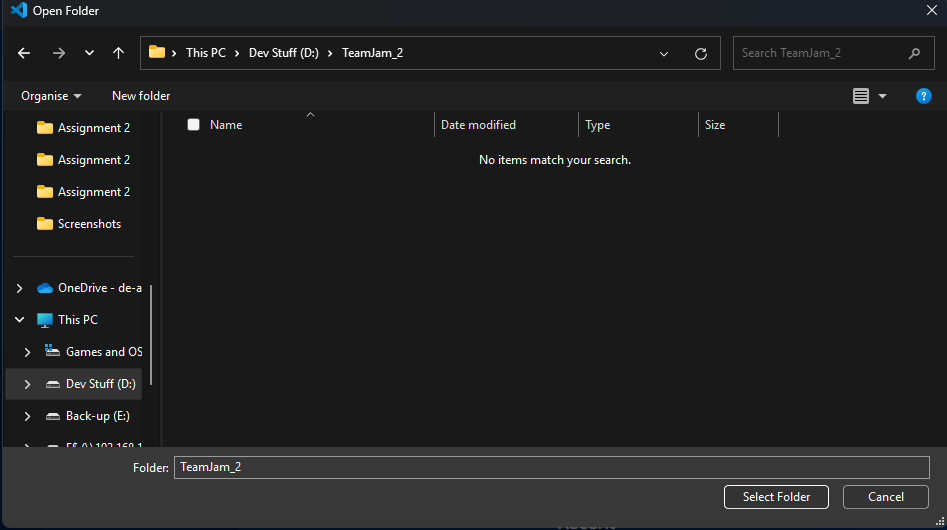 Open Folder
This PC Dev Stuff (D:) TeamJam_2
Search TeamJam_2
Organise New folder
Name Date modified Type Size
No items match your search.
Assignment 2
Assignment 2
Assignment 2
Screenshots
OneDrive - de-a
This PC
Games and OS
Dev Stuff (D:)
Back-up (E:)
Folder: TeamJam_2
Select Folder Cancel